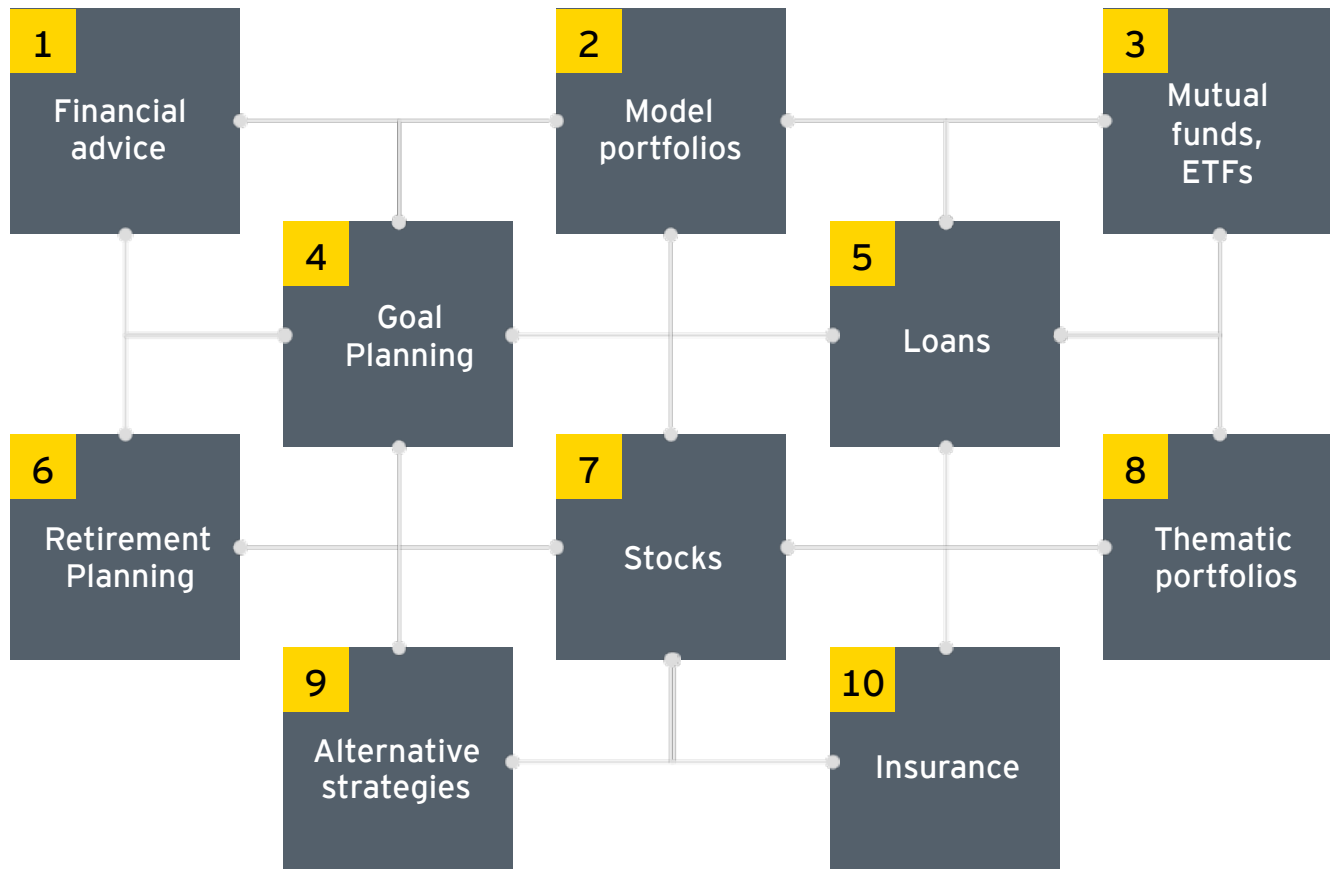 1
Financial
advice
2
Model
portfolios
3
Mutual
funds,
ETFs
4
Goal
Planning
5
Loans
6
Retirement
Planning
7
Stocks
8
Thematic
portfolios
9
Alternative
strategies
10
Insurance